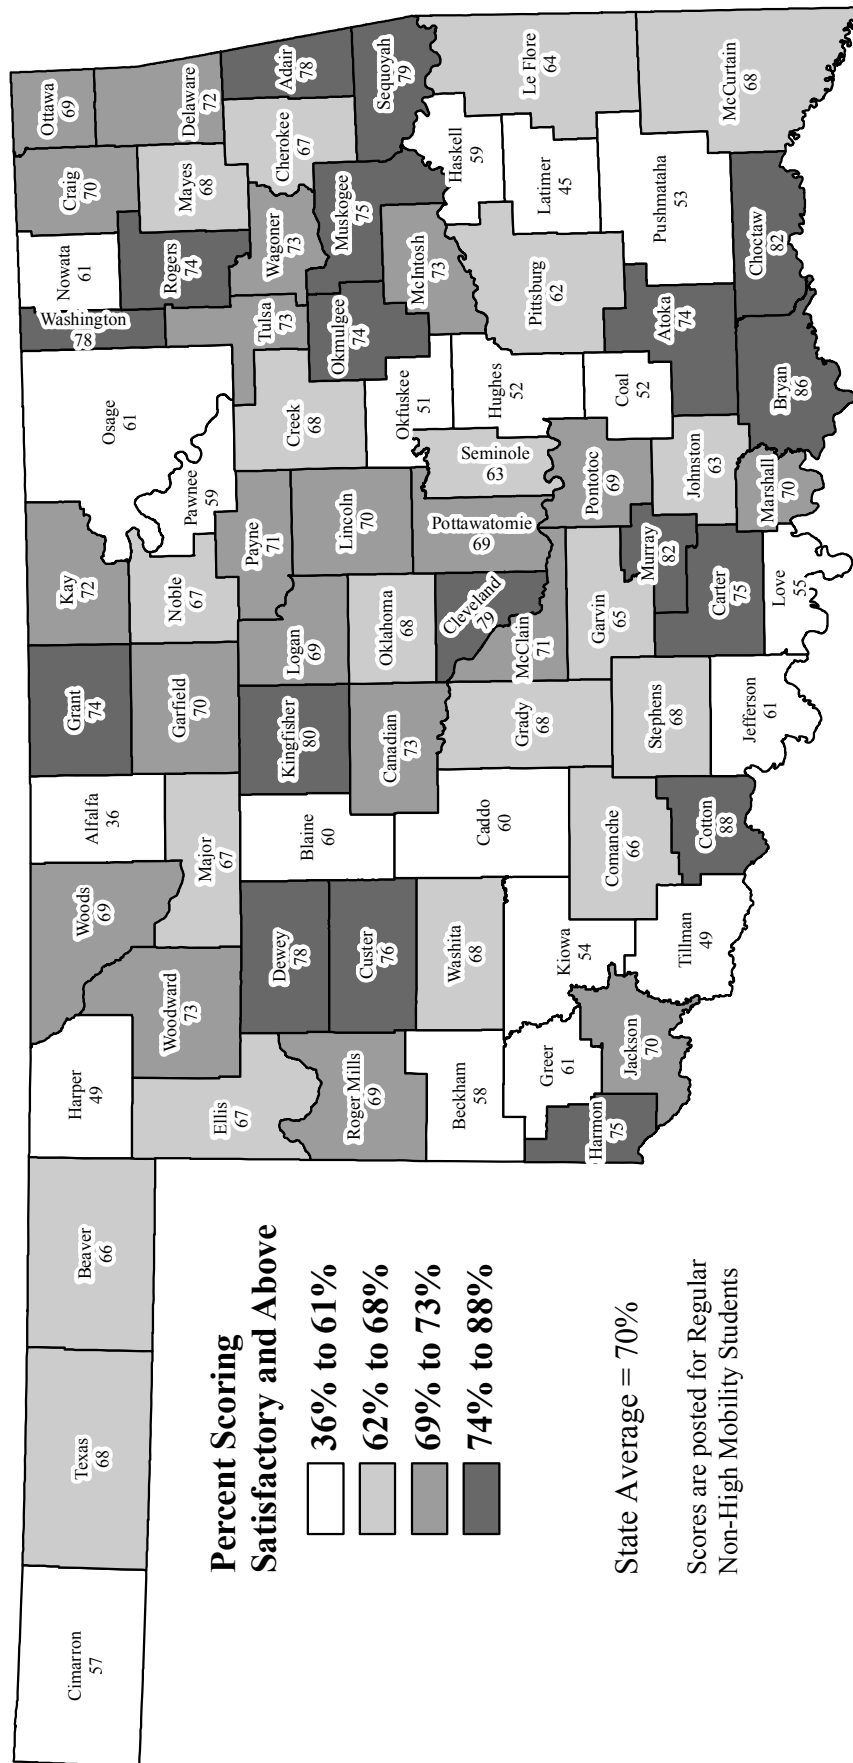 Cimarron
57
Texas
68
Beaver
66
Harper
49
Ellis
67
Woodward
73
Woods
69
Alfalfa
36
Major
67
Grant
74
Garfield
70
Kay
72
Noble
67
Osage
61
Pawnee
59
Washington
78
Nowata
61
Rogers
74
Craig
70
Mayes
68
Ottawa
69
Delaware
72
Roger Mills
69
Dewey
78
Custer
76
Blaine
60
Kingfisher
80
Canadian
73
Logan
69
Oklahoma
68
Payne
71
Lincoln
70
Creek
68
Tulsa
73
Wagoner
73
Cherokee
67
Adair
78
Beckham
58
Washita
68
Caddo
60
Grady
68
Cleveland
79
McClain
71
Pottawatomie
69
Seminole
63
Okfuskee
51
Okmulgee
74
Hughes
52
McIntosh
73
Muskogee
75
Sequoyah
79
Haskell
59
Le Flore
64
Latimer
45
Pittsburg
62
Harmon
75
Greer
61
Jackson
70
Kiowa
54
Tillman
49
Comanche
66
Cotton
88
Stephens
68
Jefferson
61
Garvin
65
Murray
82
Carter
75
Love
55
Pontotoc
69
Johnston
63
Marshall
70
Coal
52
Atoka
74
Bryan
86
Pushmataha
53
Choctaw
82
McCurtain
68
Percent Scoring
Satisfactory and Above
36% to 61%
62% to 68%
69% to 73%
74% to 88%
State Average = 70%
Scores are posted for Regular
Non-High Mobility Students